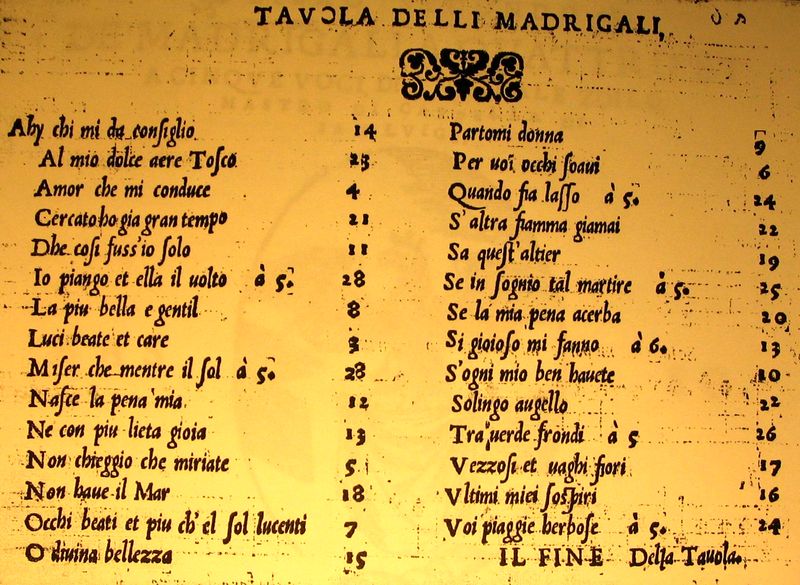 TAVOLA DELLI MADRIGALI,
Ahy chi mi da consiglio 14
Al mio dolce aere Tosco 23
Amor che mi conduce 4
Cercato ho gia gran tempo 21
Dhe cosi fuss'io solo 11
Io piango et ella il uolto à 5. 28
La piu bella e gentil 8
Luci beate et care 3
Miser che mentre il sol à 5. 28
Nasce la pena mia 12
Ne con piu lieta gioia 13
Non chieggio che miriate 5
Non haue il Mar 18
Occhi beati et piu ch'el sol lucenti 7
O diuina bellezza 15
Partomi donna 9
Per uoi occhi soaui 6
Quando fia lasso à 5. 24
S'altra fiamma giamai 22
Sa quest'altier 19
Se in sognio tal martire à 5. 25
Se la mia pena acerba 20
Si gioioso mi fanno à 6. 13
S'ogni mio ben hauete 10
Solingo augello 22
Tra uerde frondi à 5 26
Vezzosi et uaghi fiori 17
Vltimi miei sospiri 16
Voi piaggie herbose à 5. 24
IL FINE Della Tauola.